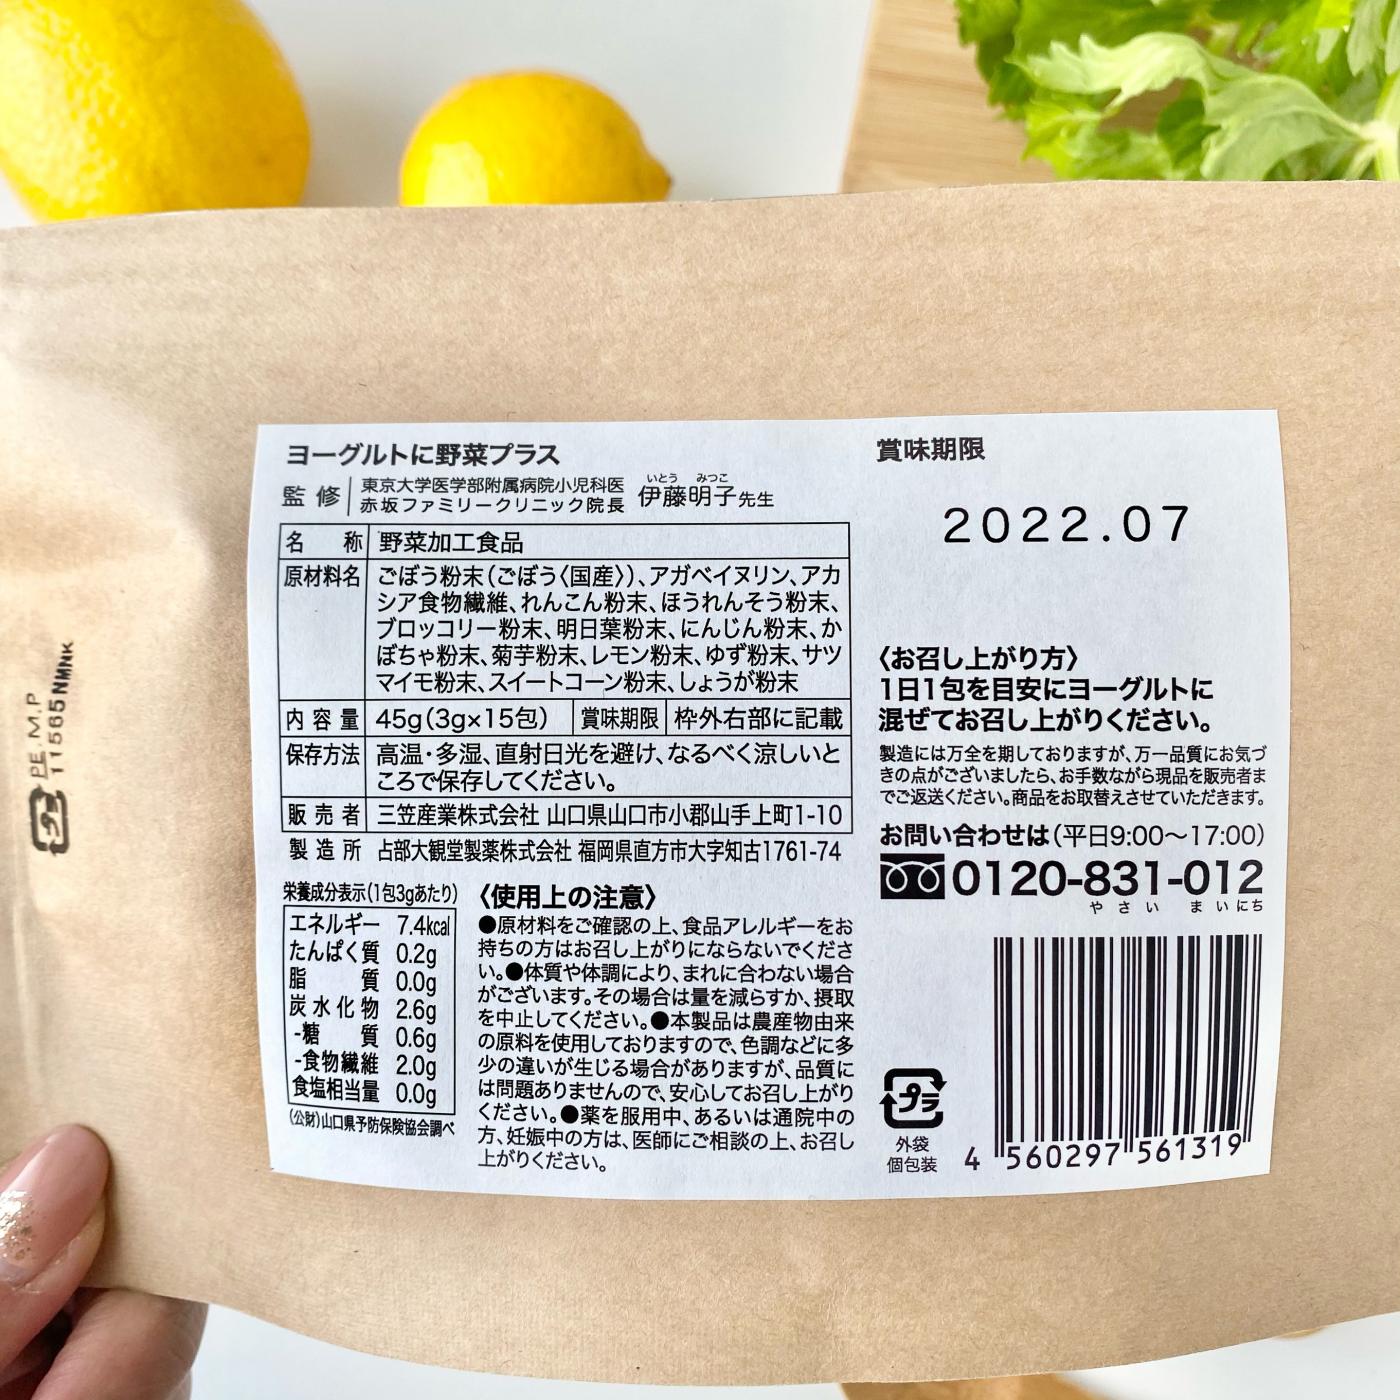 ヨーグルトに野菜プラス
監修 東京大学医学部附属病院小児科医
赤坂ファミリークリニック院長
いとう みつこ
伊藤明子先生
名称 野菜加工食品
原材料名 ごぼう粉末(ごぼう〈国産〉)、アガベイヌリン、アカ
シア食物繊維、れんこん粉末、ほうれんそう粉末、
ブロッコリー粉末、明日葉粉末、にんじん粉末、か
ぼちゃ粉末、菊芋粉末、レモン粉末、ゆず粉末、サツ
マイモ粉末、スイートコーン粉末、しょうが粉末
内容量 45g(3g×15包) 賞味期限 枠外右部に記載
保存方法 高温・多湿、直射日光を避け、なるべく涼しいと
ころで保存してください。
販売者 三笠産業株式会社 山口県山口市小郡山手上町1-10
製造所 占部大観堂製薬株式会社 福岡県直方市大字知古1761-74
栄養成分表示(1包3gあたり)
エネルギー 7.4kcal
たんぱく質 0.2g
脂質 0.0g
炭水化物 2.6g
-糖質 0.6g
-食物繊維 2.0g
食塩相当量 0.0g
(公財)山口県予防保険協会調べ
〈使用上の注意〉
●原材料をご確認の上、食品アレルギーをお
持ちの方はお召し上がりにならないでくださ
い。●体質や体調により、まれに合わない場合
がございます。その場合は量を減らすか、摂取
を中止してください。●本製品は農産物由来
の原料を使用しておりますので、色調などに多
少の違いが生じる場合がありますが、品質に
は問題ありませんので、安心してお召し上がり
ください。●薬を服用中、あるいは通院中の
方、妊娠中の方は、医師にご相談の上、お召し
上がりください。
賞味期限
2022.07
〈お召し上がり方〉
1日1包を目安にヨーグルトに
混ぜてお召し上がりください。
製造には万全を期しておりますが、万一品質にお気づ
きの点がございましたら、お手数ながら現品を販売者ま
でご返送ください。商品をお取替えさせていただきます。
お問い合わせは(平日9:00〜17:00)
0120-831-012
やさい まいにち
プラ
外袋
個包装
4 560297 561319
プラ
PE.M.P
11565NMNK